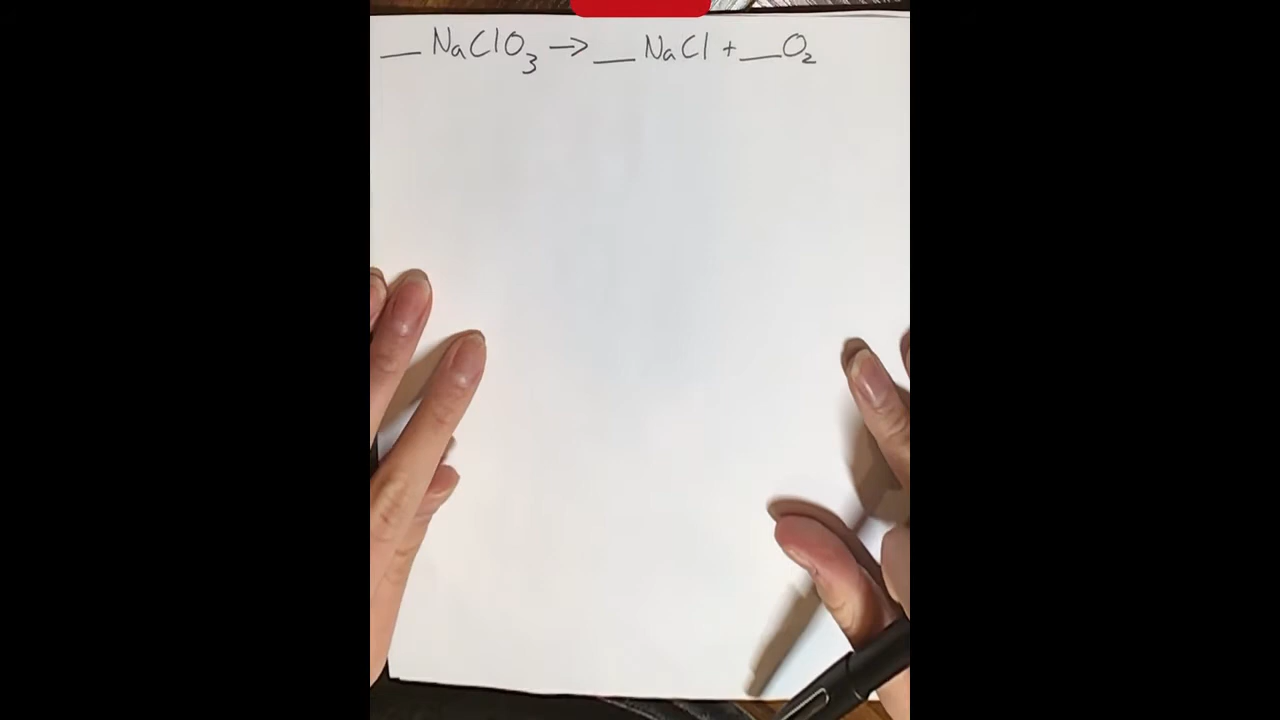 __ NaClO₃ → __ NaCl + __ O₂